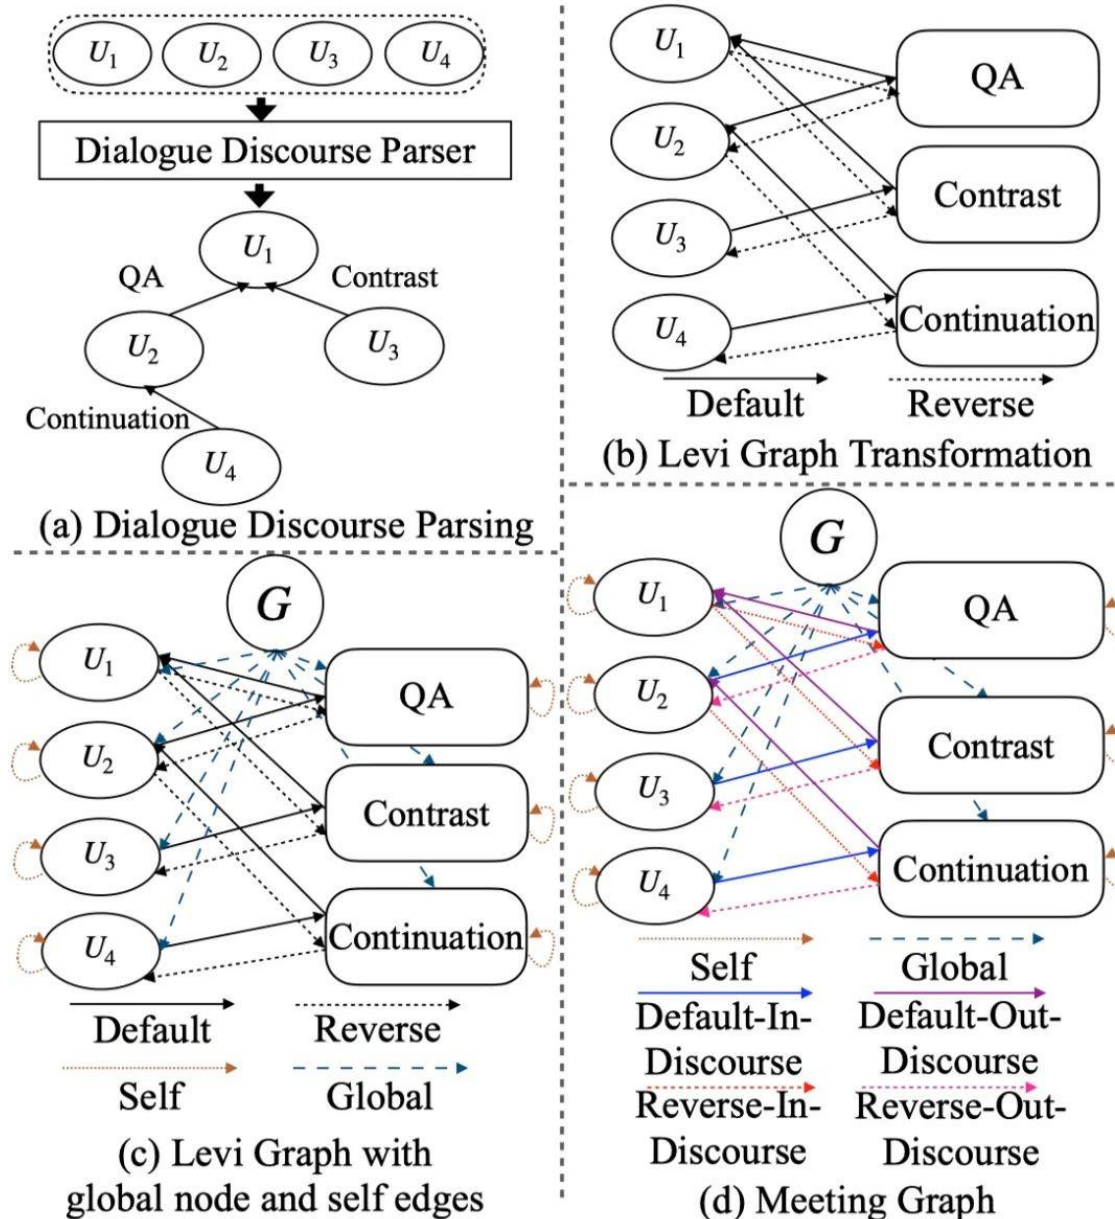 U1 U2 U3 U4
Dialogue Discourse Parser
U1
QA
Contrast
U2
U3
Continuation
U4
(a) Dialogue Discourse Parsing
U1
QA
U2
Contrast
U3
Continuation
U4
Default
Reverse
(b) Levi Graph Transformation
G
U1
QA
U2
Contrast
U3
Continuation
U4
Default
Reverse
Self
Global
(c) Levi Graph with
global node and self edges
G
U1
QA
U2
Contrast
U3
Continuation
U4
Self
Global
Default-In-
Discourse
Default-Out-
Discourse
Reverse-In-
Discourse
Reverse-Out-
Discourse
(d) Meeting Graph